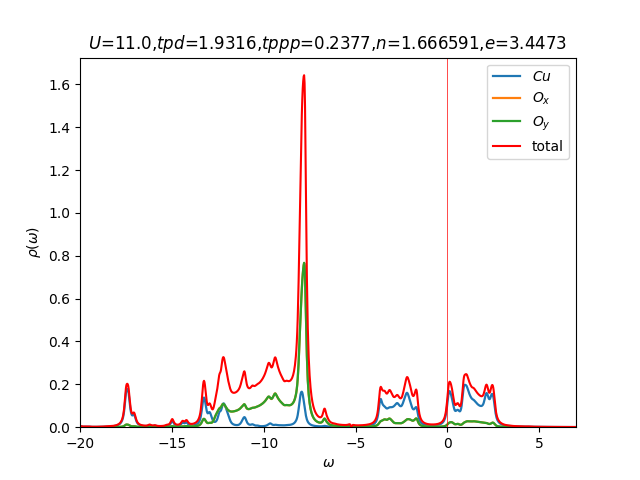 U=11.0,tpd=1.9316,tppp=0.2377,n=1.666591,e=3.4473
Cu
O_x
O_y
total
1.6
1.4
1.2
1.0
0.8
0.6
0.4
0.2
0.0
ρ(ω)
−20 −15 −10 −5 0 5
ω